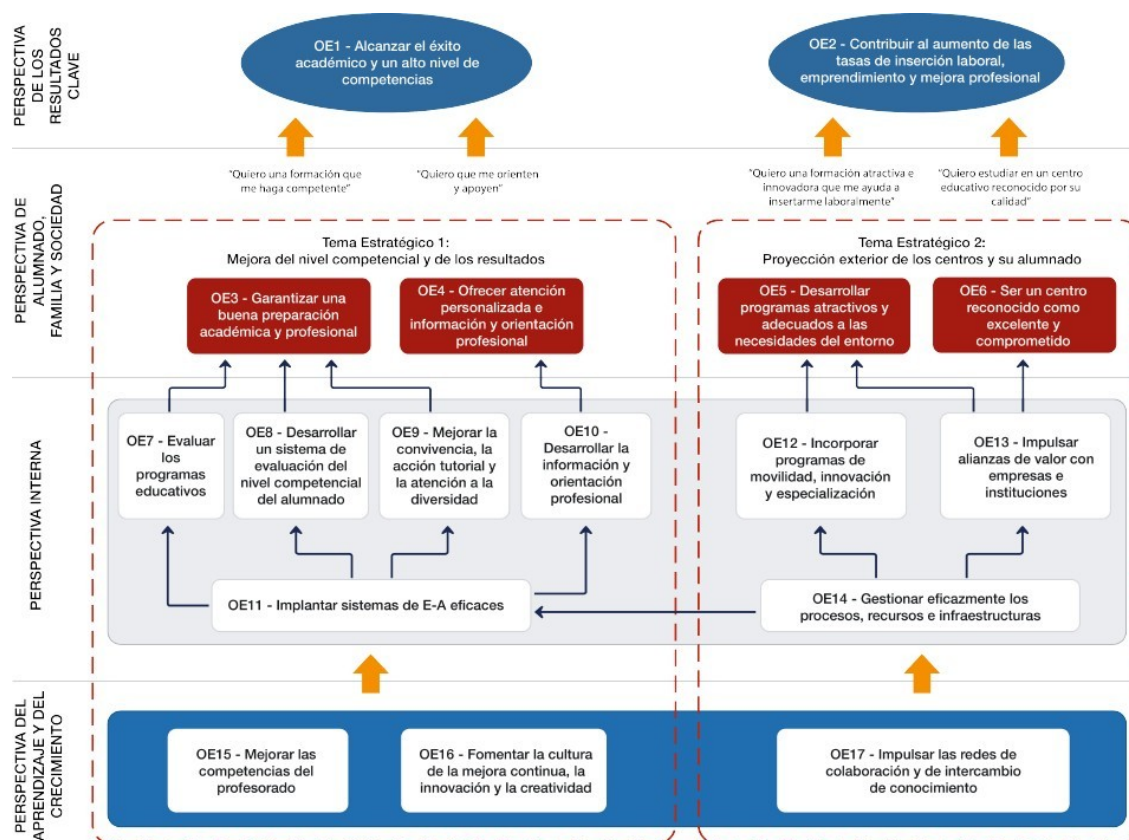 PERSPECTIVA
DE LOS
RESULTADOS
CLAVE
OE1 - Alcanzar el éxito
académico y un alto nivel de
competencias
OE2 - Contribuir al aumento de las
tasas de inserción laboral,
emprendimiento y mejora profesional
PERSPECTIVA DE
ALUMNADO,
FAMILIA Y SOCIEDAD
"Quiero una formación que
me haga competente"
"Quiero que me orienten
y apoyen"
"Quiero una formación atractiva e
innovadora que me ayuda a
insertarme laboralmente"
"Quiero estudiar en un centro
educativo reconocido por su
calidad"
Tema Estratégico 1:
Mejora del nivel competencial y de los resultados
Tema Estratégico 2:
Proyección exterior de los centros y su alumnado
OE3 - Garantizar una
buena preparación
académica y profesional
OE4 - Ofrecer atención
personalizada e
información y orientación
profesional
OE5 - Desarrollar
programas atractivos y
adecuados a las
necesidades del entorno
OE6 - Ser un centro
reconocido como
excelente y
comprometido
PERSPECTIVA INTERNA
OE7 - Evaluar
los
programas
educativos
OE8 - Desarrollar
un sistema de
evaluación del
nivel competencial
del alumnado
OE9 - Mejorar la
convivencia, la
acción tutorial y
la atención a la
diversidad
OE10 -
Desarrollar la
información y
orientación
profesional
OE12 - Incorporar
programas de
movilidad, innovación
y especialización
OE13 - Impulsar
alianzas de valor con
empresas e
instituciones
OE11 - Implantar sistemas de E-A eficaces
OE14 - Gestionar eficazmente los
procesos, recursos e infraestructuras
PERSPECTIVA DEL
APRENDIZAJE Y DEL
CRECIMIENTO
OE15 - Mejorar las
competencias del
profesorado
OE16 - Fomentar la cultura
de la mejora continua, la
innovación y la creatividad
OE17 - Impulsar las redes de
colaboración y de intercambio
de conocimiento